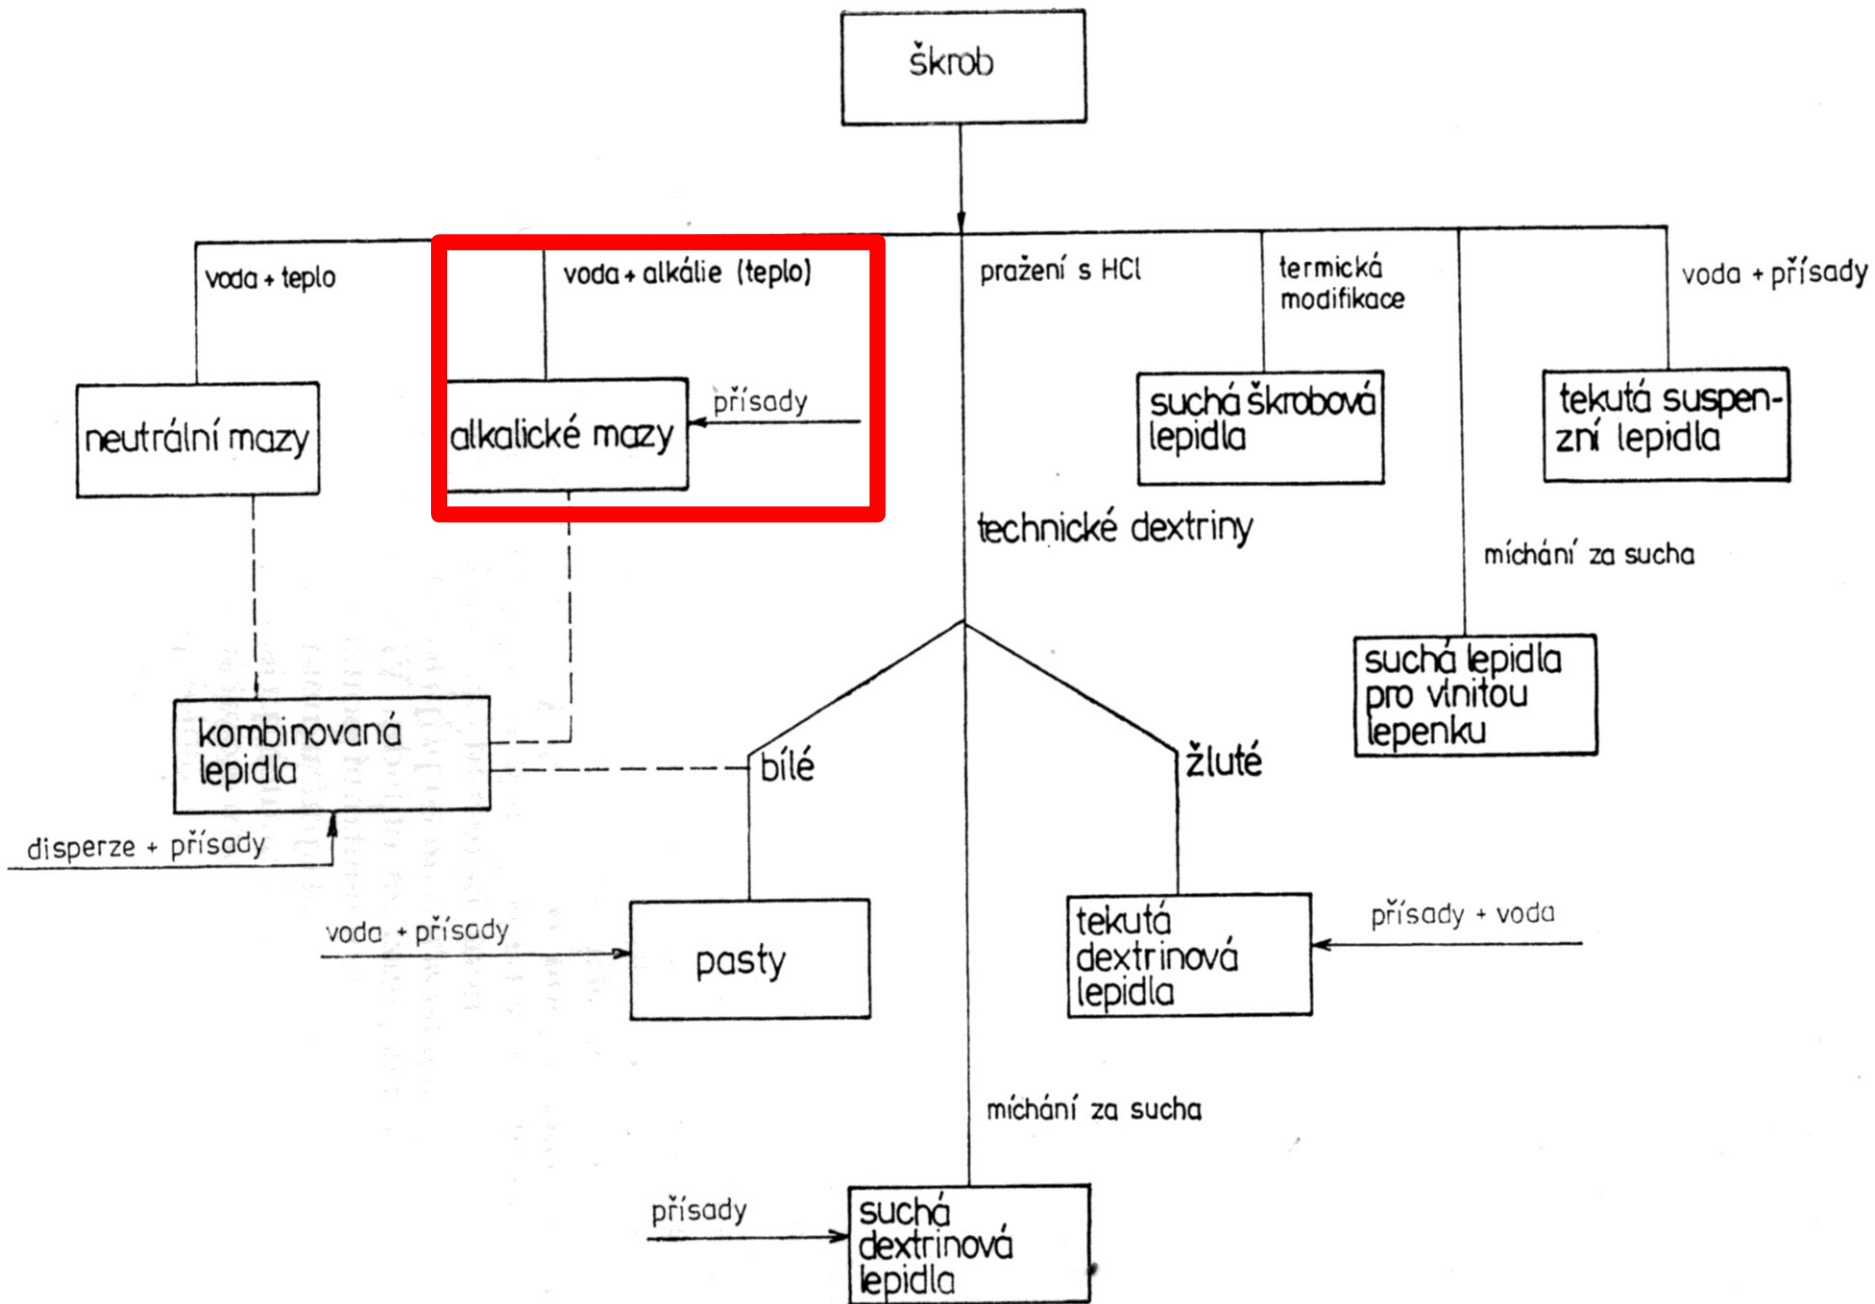 škrob
voda + teplo
voda + alkálie (teplo)
pražení s HCl
termická
modifikace
voda + přísady
neutrální mazy
alkalické mazy
přísady
suchá škrobová
lepidla
tekutá suspen-
zní lepidla
technické dextriny
míchání za sucha
suchá lepidla
pro vlnitou
lepenku
kombinovaná
lepidla
bílé
žluté
disperze + přísady
voda + přísady
pasty
tekutá
dextrinová
lepidla
přísady + voda
míchání za sucha
přísady
suchá
dextrinová
lepidla